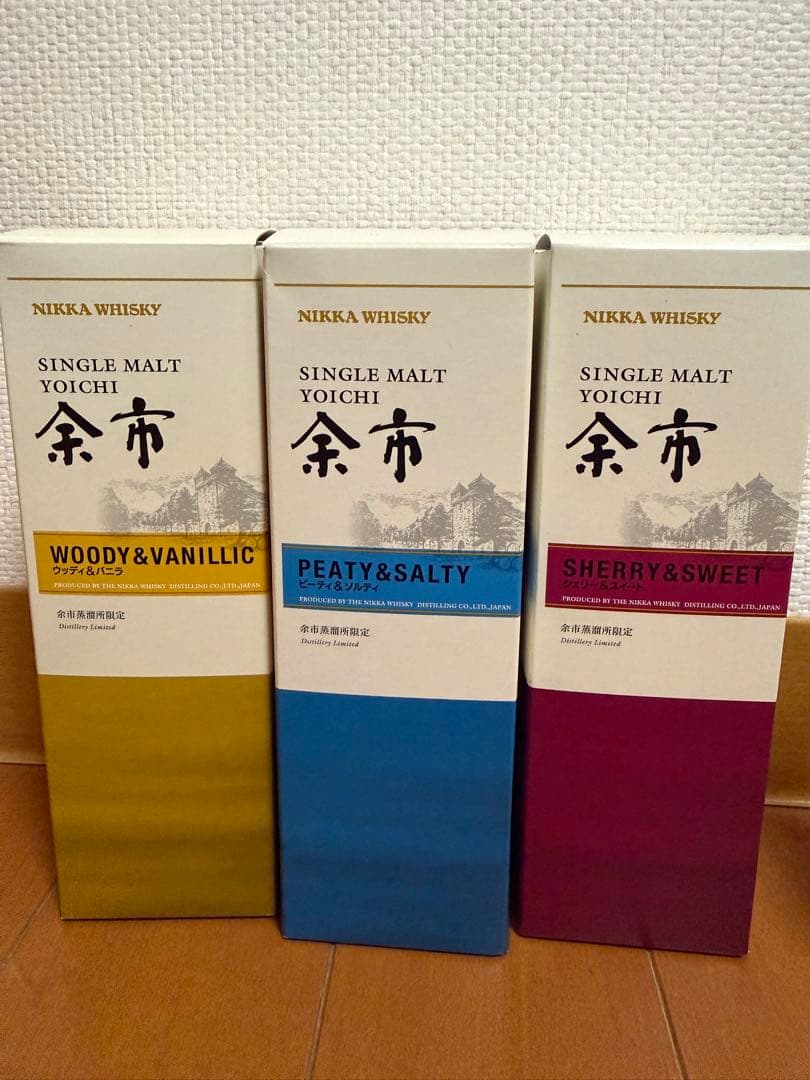 NIKKA WHISKY
SINGLE MALT
YOICHI
余市
WOODY&VANILLIC
ウッディ&バニラ
PRODUCED BY THE NIKKA WHISKY DISTILLING CO.,LTD.,JAPAN
余市蒸溜所限定
Distillery Limited
NIKKA WHISKY
SINGLE MALT
YOICHI
余市
PEATY&SALTY
ピーティ&ソルティ
PRODUCED BY THE NIKKA WHISKY DISTILLING CO.,LTD.,JAPAN
余市蒸溜所限定
Distillery Limited
NIKKA WHISKY
SINGLE MALT
YOICHI
余市
SHERRY&SWEET
シェリー&スイート
PRODUCED BY THE NIKKA WHISKY DISTILLING CO.,LTD.,JAPAN
余市蒸溜所限定
Distillery Limited